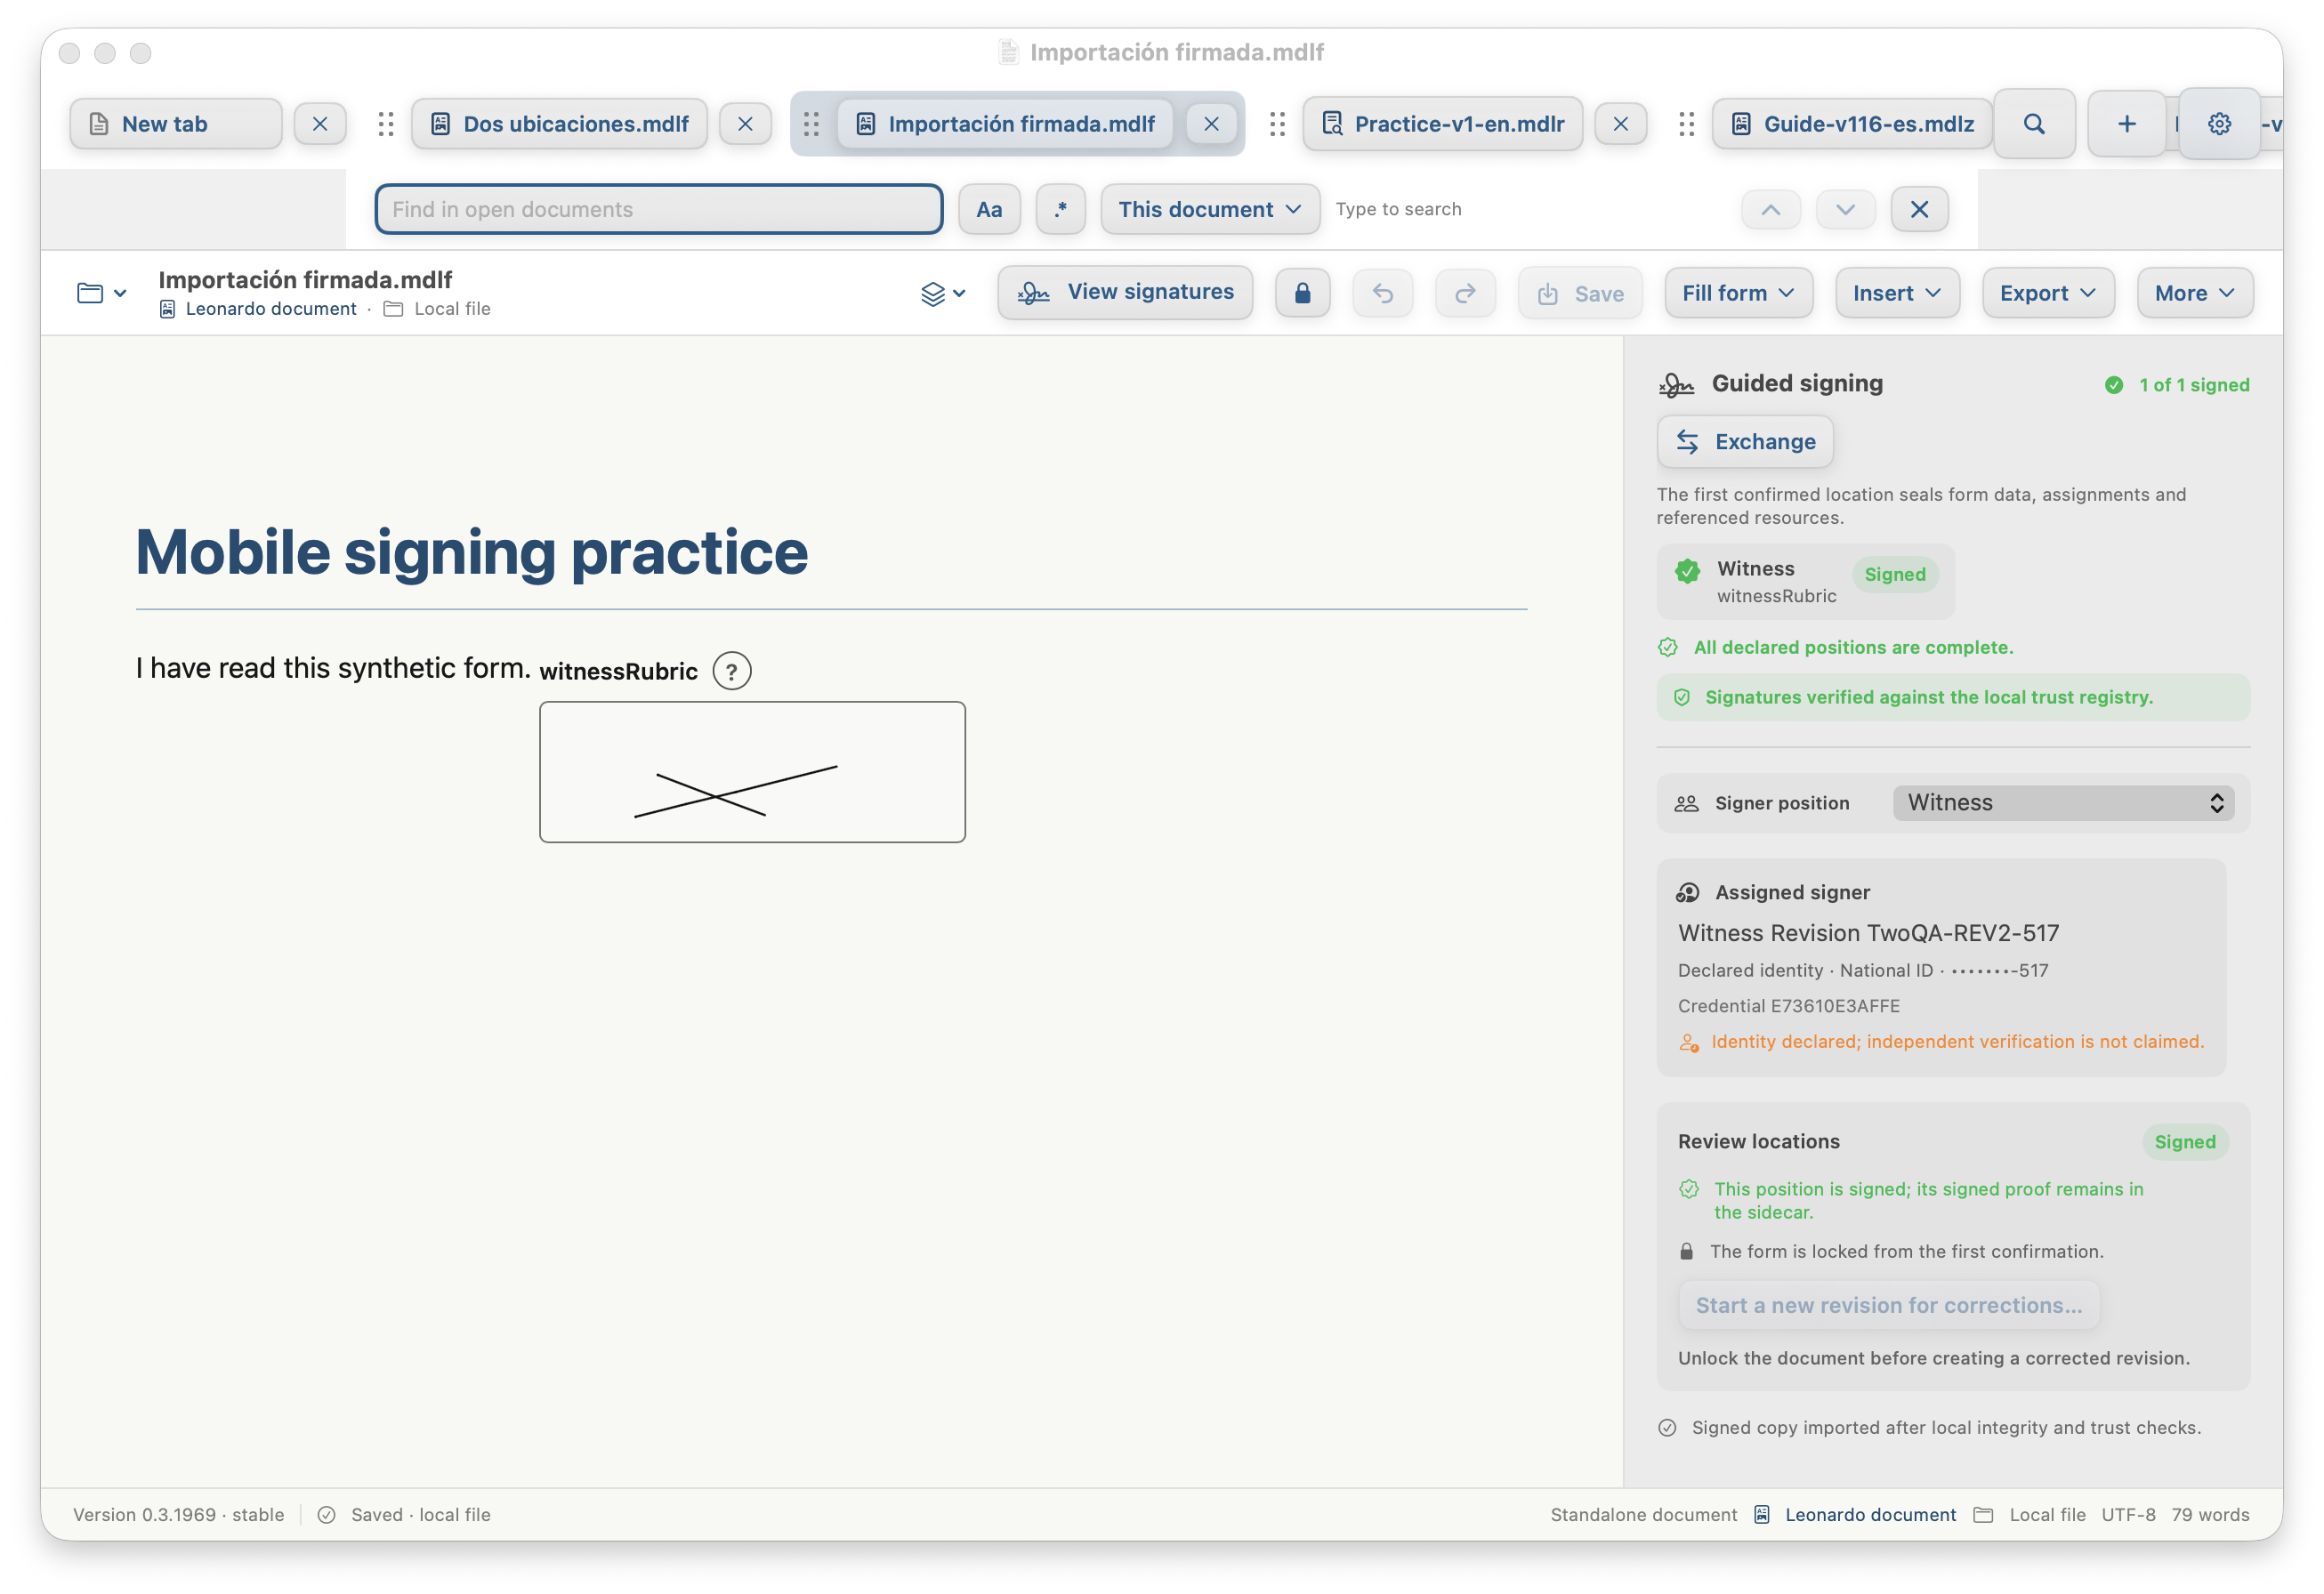 Importación firmada.mdlf
New tab
Dos ubicaciones.mdlf
Importación firmada.mdlf
Practice-v1-en.mdlr
Guide-v116-es.mdlz
-v
Find in open documents
Aa
.*
This document
Type to search
Importación firmada.mdlf
Leonardo document · Local file
View signatures
Save
Fill form
Insert
Export
More
Mobile signing practice
I have read this synthetic form. witnessRubric ?
Guided signing
1 of 1 signed
Exchange
The first confirmed location seals form data, assignments and
referenced resources.
Witness
witnessRubric
Signed
All declared positions are complete.
Signatures verified against the local trust registry.
Signer position
Witness
Assigned signer
Witness Revision TwoQA-REV2-517
Declared identity · National ID · •••••••-517
Credential E73610E3AFFE
Identity declared; independent verification is not claimed.
Review locations
Signed
This position is signed; its signed proof remains in
the sidecar.
The form is locked from the first confirmation.
Start a new revision for corrections...
Unlock the document before creating a corrected revision.
Signed copy imported after local integrity and trust checks.
Version 0.3.1969 · stable
Saved · local file
Standalone document
Leonardo document
Local file
UTF-8
79 words